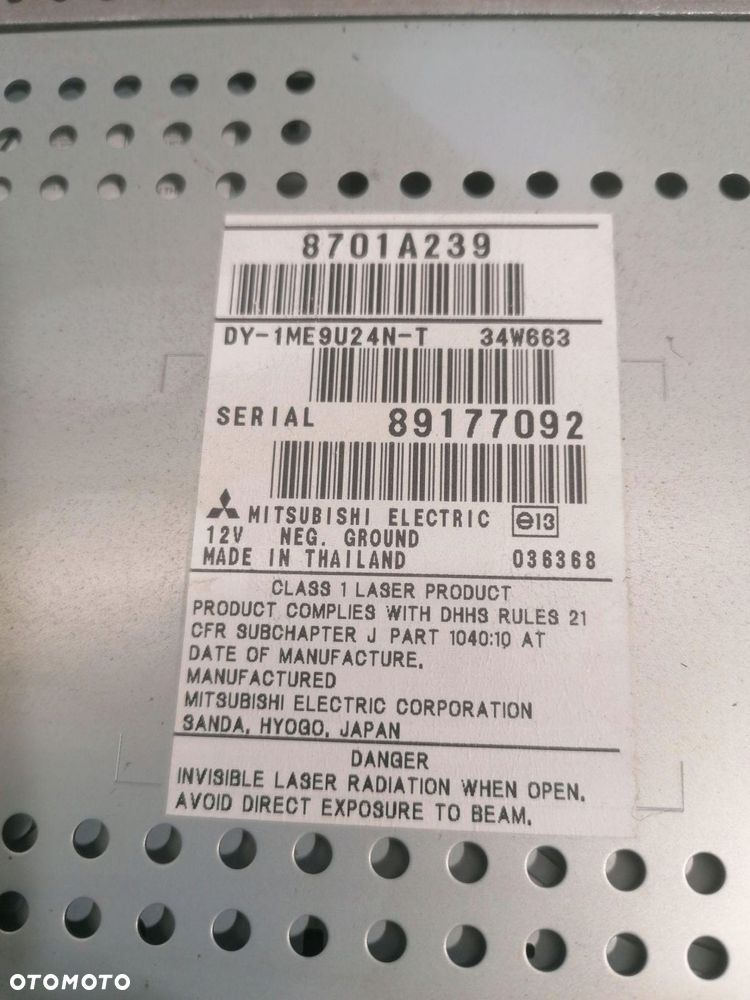 8701A239
DY-1ME9U24N-T 34W663
SERIAL 89177092
MITSUBISHI ELECTRIC e13
12V NEG. GROUND
MADE IN THAILAND 036368
CLASS 1 LASER PRODUCT
PRODUCT COMPLIES WITH DHHS RULES 21
CFR SUBCHAPTER J PART 1040:10 AT
DATE OF MANUFACTURE.
MANUFACTURED
MITSUBISHI ELECTRIC CORPORATION
SANDA, HYOGO, JAPAN
DANGER
INVISIBLE LASER RADIATION WHEN OPEN.
AVOID DIRECT EXPOSURE TO BEAM.
OTOMOTO